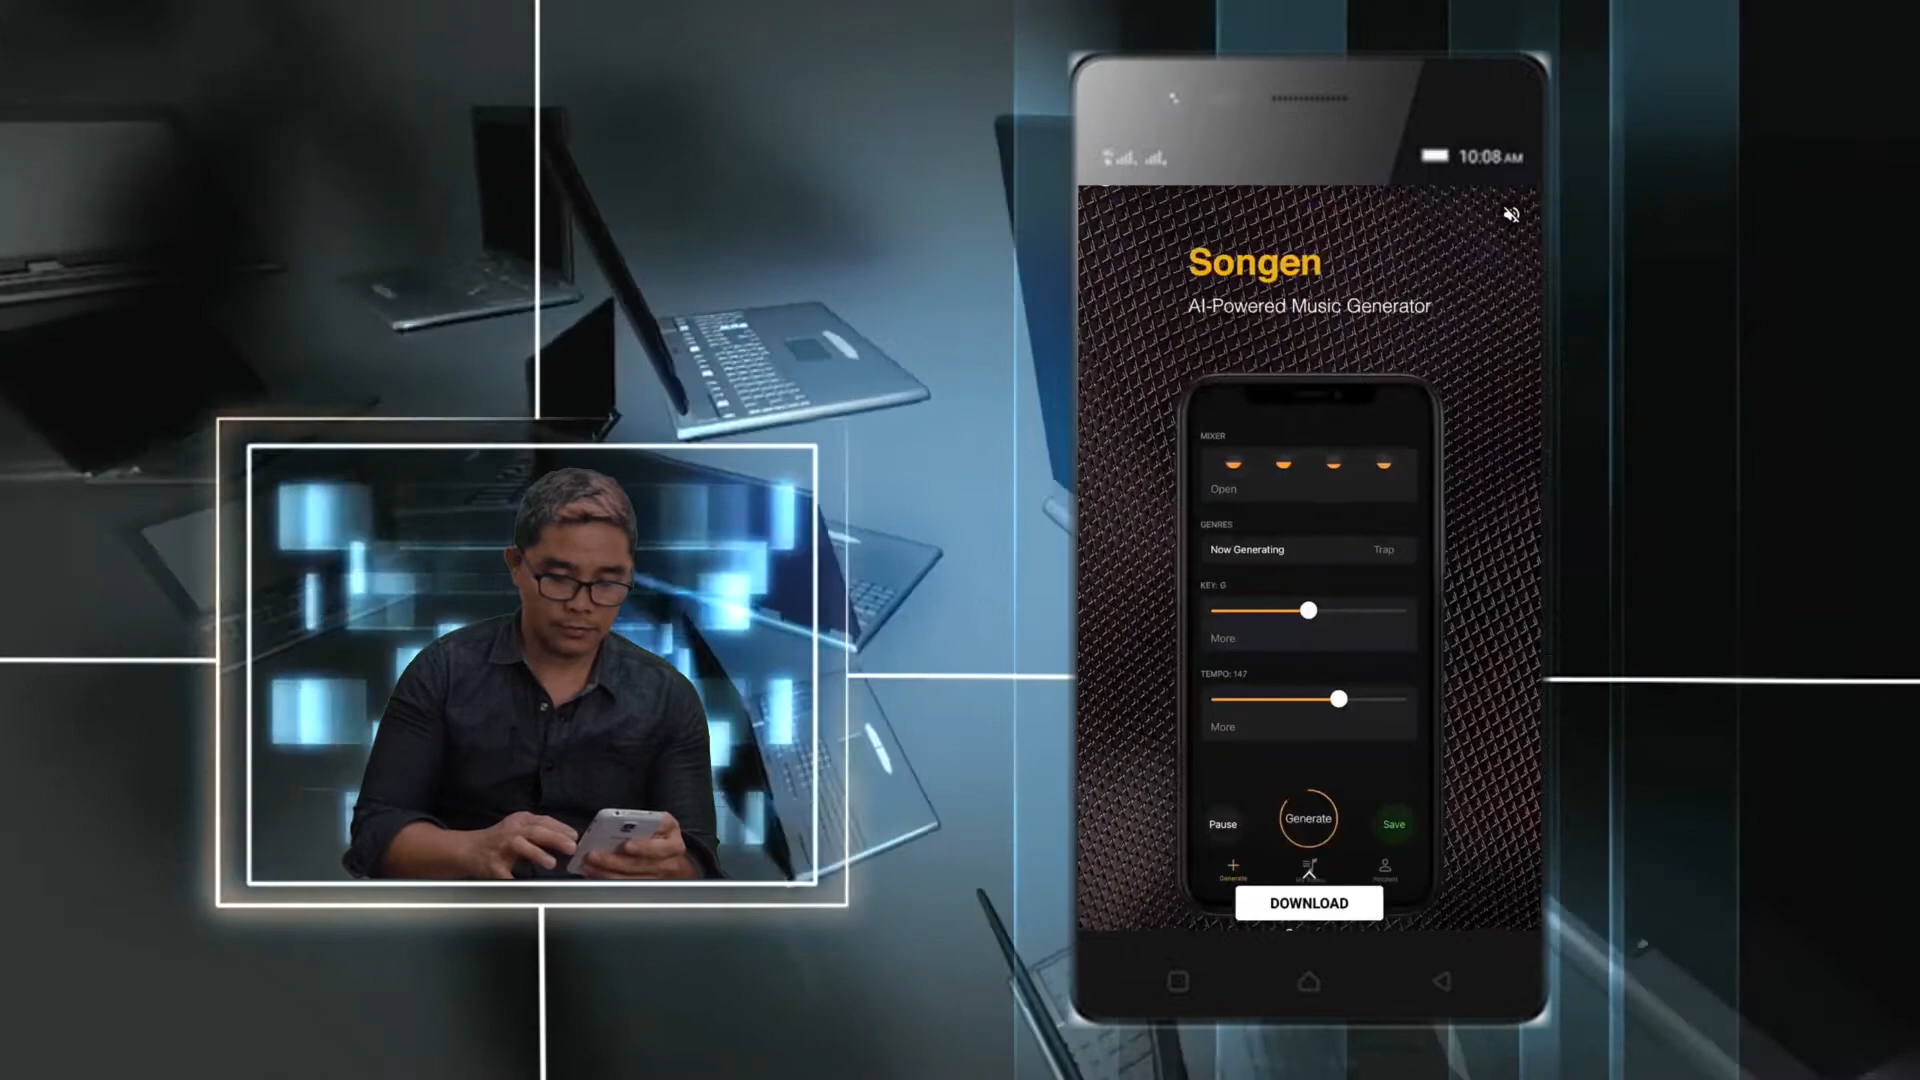 10:08 AM
Songen
AI-Powered Music Generator
MIXER
Open
GENRES
Now Generating Trap
KEY: G
More
TEMPO: 147
More
Pause Generate Save
Generate
DOWNLOAD